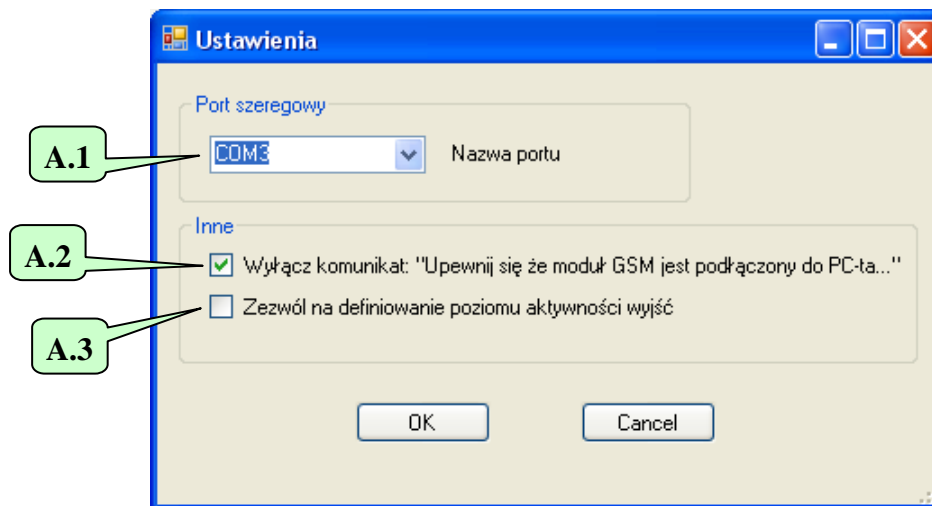 Ustawienia
Port szeregowy
A.1
COM3
Nazwa portu
Inne
A.2
Wyłącz komunikat: "Upewnij się że moduł GSM jest podłączony do PC-ta..."
Zezwól na definiowanie poziomu aktywności wyjść
A.3
OK
Cancel